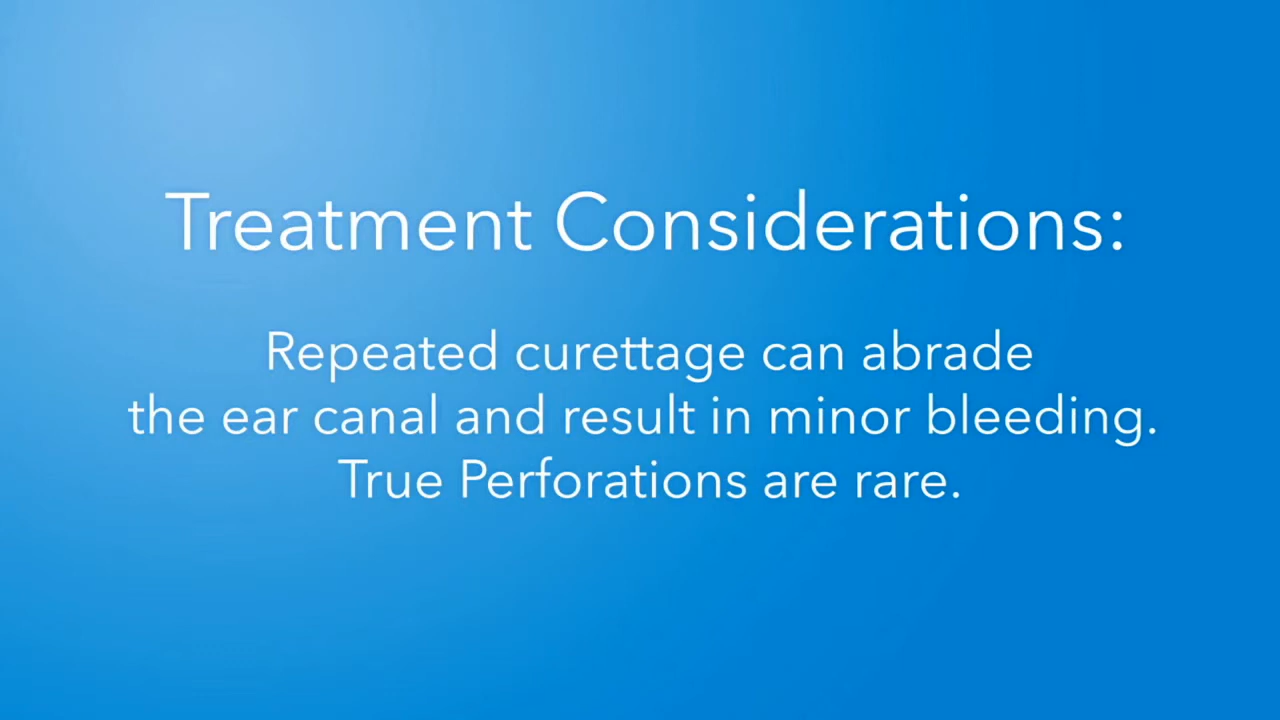 Treatment Considerations:
Repeated curettage can abrade
the ear canal and result in minor bleeding.
True Perforations are rare.